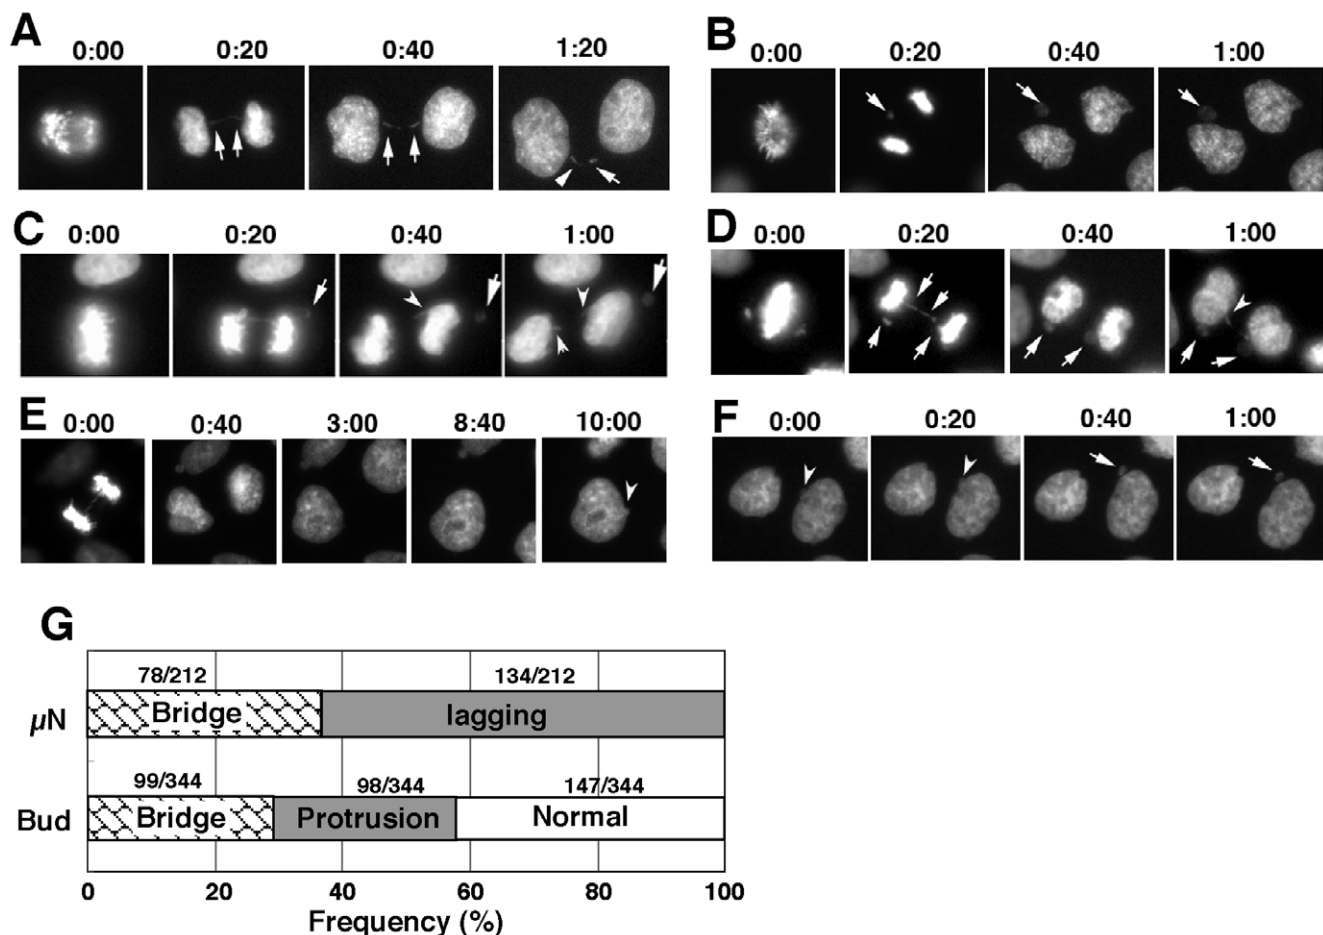 A
0:00 0:20 0:40 1:20
B
0:00 0:20 0:40 1:00
C
0:00 0:20 0:40 1:00
D
0:00 0:20 0:40 1:00
E
0:00 0:40 3:00 8:40 10:00
F
0:00 0:20 0:40 1:00
G
78/212 134/212
µN Bridge lagging
99/344 98/344 147/344
Bud Bridge Protrusion Normal
0 20 40 60 80 100
Frequency (%)